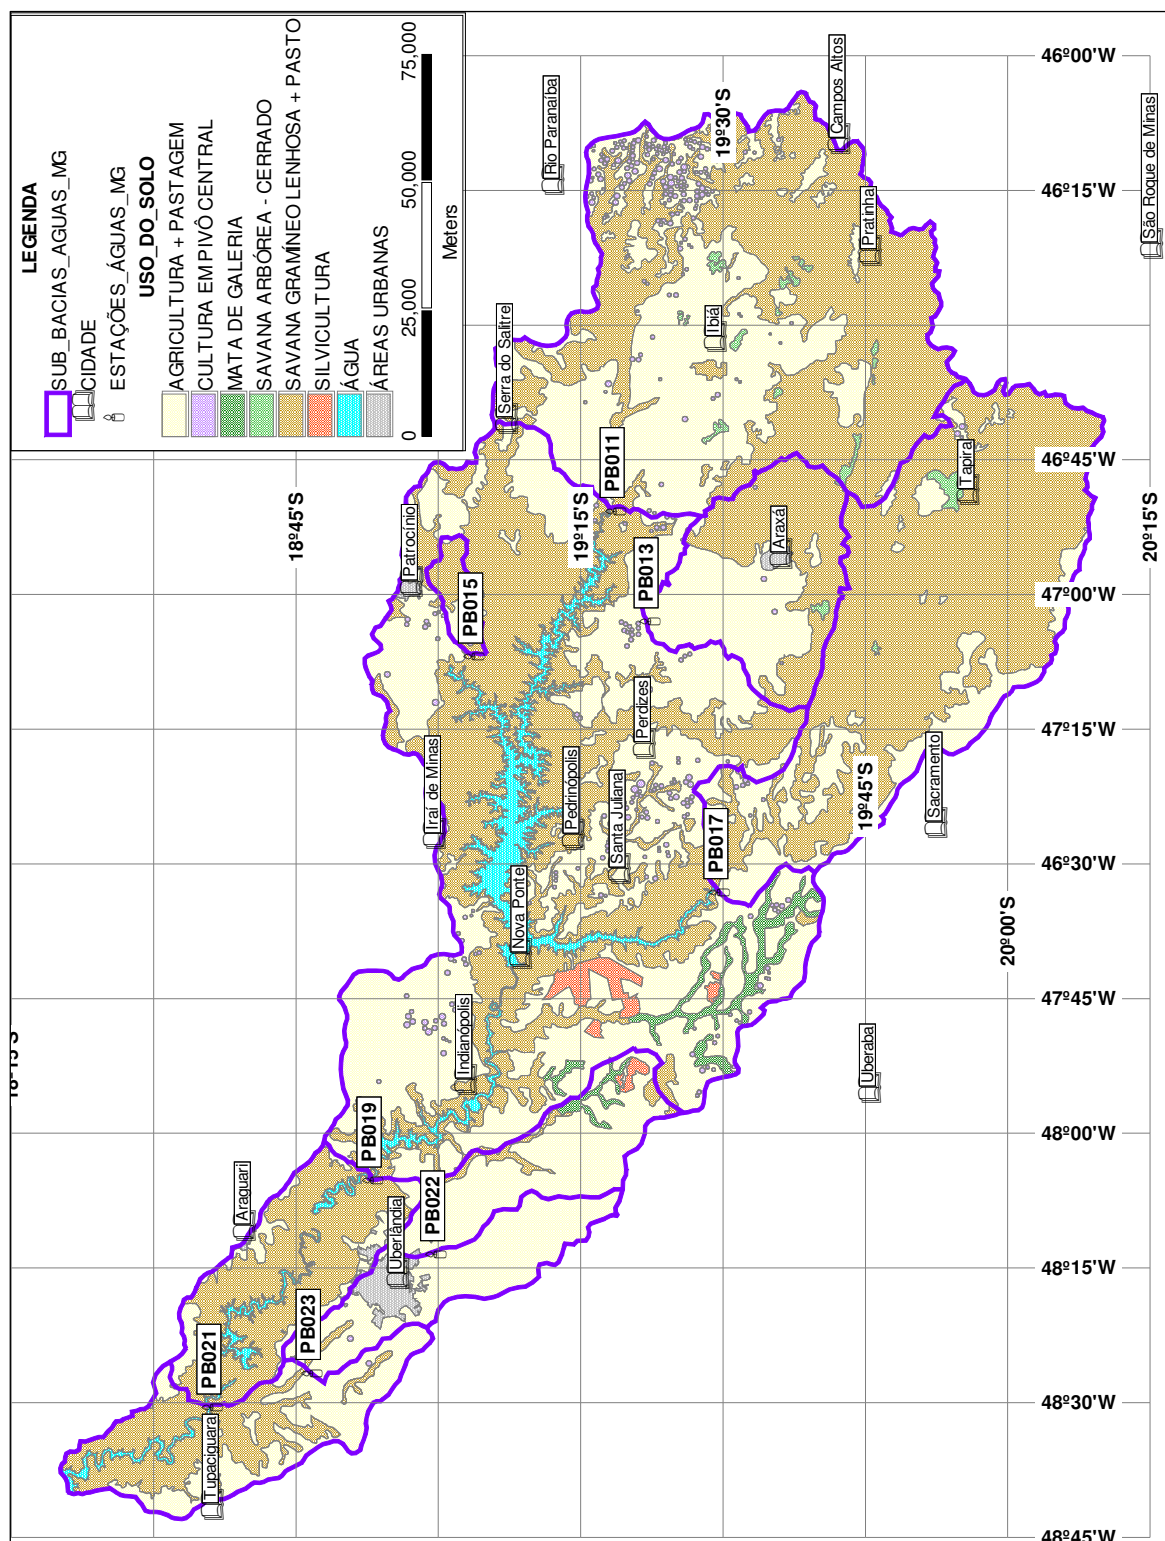 LEGENDA
SUB_BACIAS_AGUAS_MG
CIDADE
ESTAÇÕES_ÁGUAS_MG
USO_DO_SOLO
AGRICULTURA + PASTAGEM
CULTURA EM PIVÔ CENTRAL
MATA DE GALERIA
SAVANA ARBÓREA - CERRADO
SAVANA GRAMÍNEO LENHOSA + PASTO
SILVICULTURA
ÁGUA
ÁREAS URBANAS
0 25,000 50,000 75,000
Meters
46º00'W
46º15'W
46º45'W
47º00'W
47º15'W
46º30'W
47º45'W
48º00'W
48º15'W
48º30'W
48º45'W
18º15'S
18º45'S
19º15'S
19º30'S
19º45'S
20º00'S
20º15'S
Rio Paranaíba
Campos Altos
São Roque de Minas
Pratinha
Ibiá
Serra do Salitre
PB011
Tapira
Patrocínio
Araxá
PB013
PB015
Perdizes
Iraí de Minas
Pedrinópolis
Santa Juliana
Sacramento
PB017
Nova Ponte
Indianópolis
Uberaba
PB019
Araguari
PB022
Uberlândia
PB023
PB021
Tupaciguara